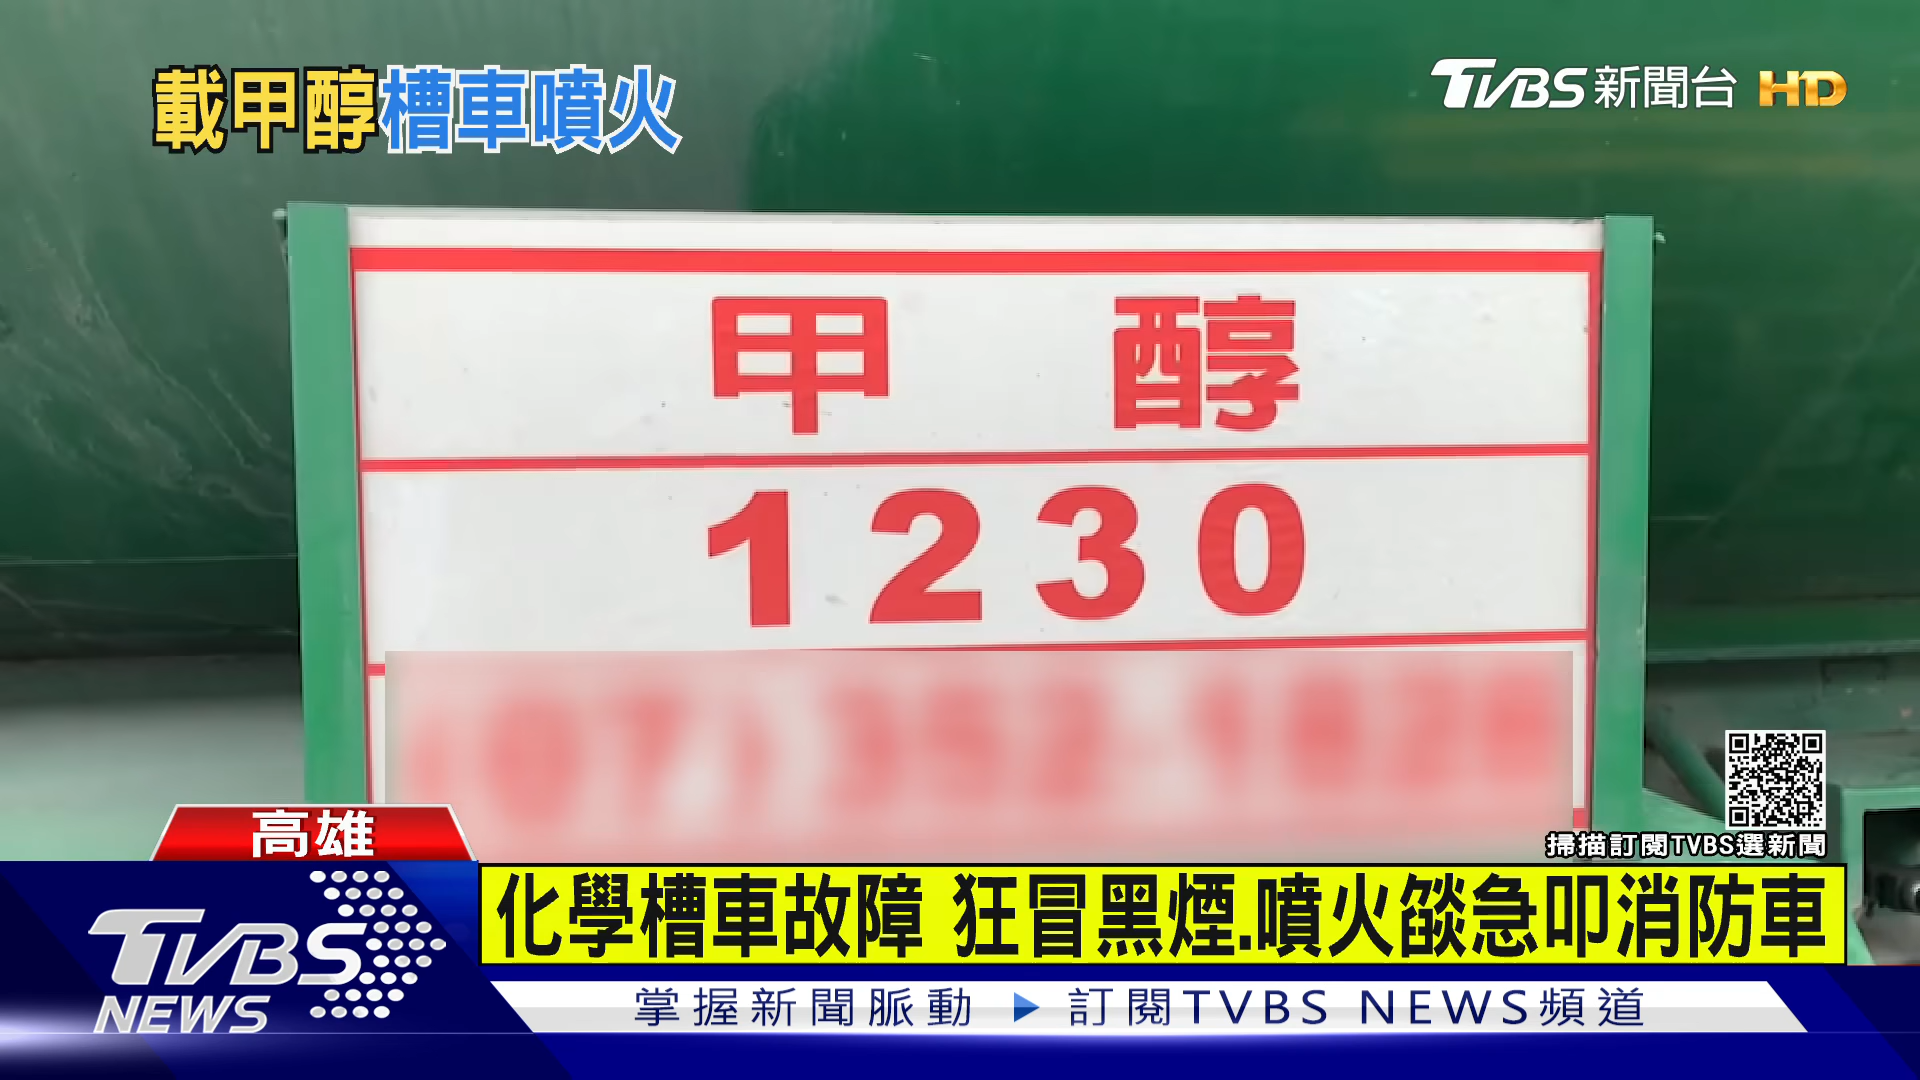 載甲醇槽車噴火
TVBS新聞台 HD
甲醇
1230
掃描訂閱TVBS選新聞
高雄
化學槽車故障 狂冒黑煙.噴火燄急叩消防車
TVBS NEWS
掌握新聞脈動 ▶ 訂閱TVBS NEWS頻道